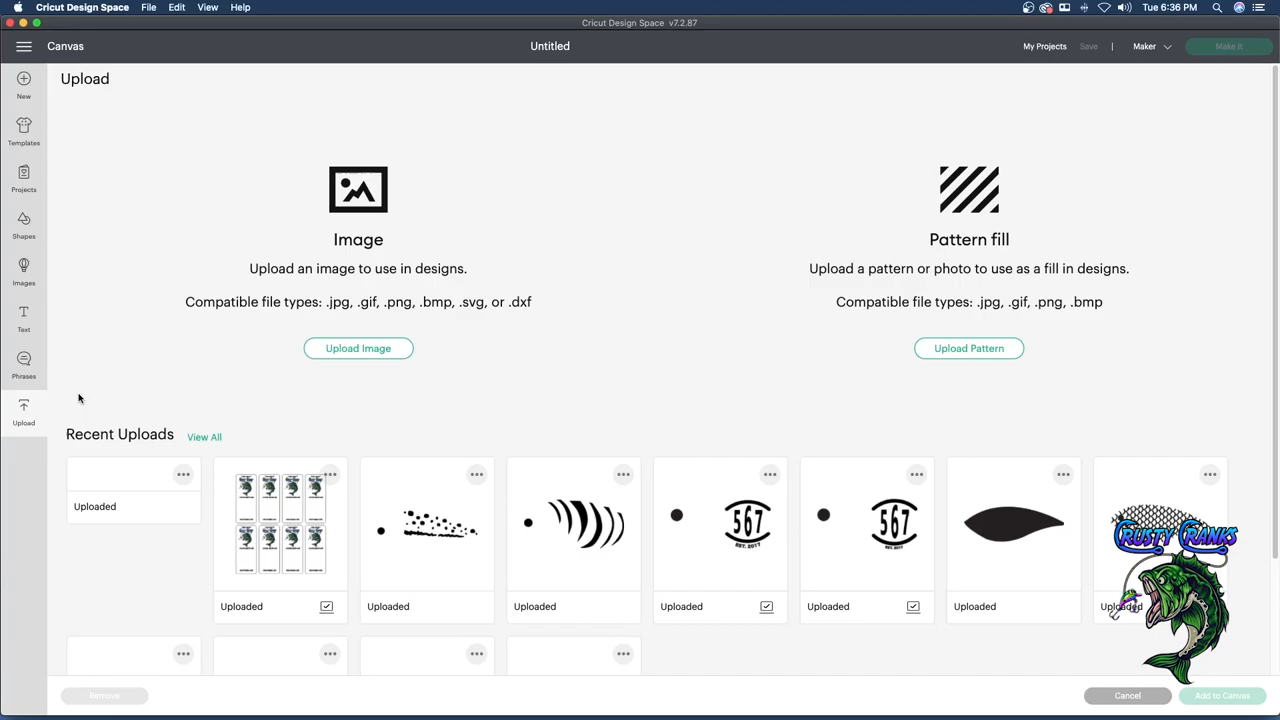 Cricut Design Space File Edit View Help
Tue 6:36 PM
Cricut Design Space v7.2.87
Canvas
Untitled
My Projects Save | Maker Make It
New
Templates
Projects
Shapes
Images
Text
Phrases
Upload
Upload
Image
Upload an image to use in designs.
Compatible file types: .jpg, .gif, .png, .bmp, .svg, or .dxf
Upload Image
Pattern fill
Upload a pattern or photo to use as a fill in designs.
Compatible file types: .jpg, .gif, .png, .bmp
Upload Pattern
Recent Uploads View All
Uploaded
567
EST. 2017
567
EST. 2017
CRUSTY CRANKS
Uploaded
Uploaded
Uploaded
Uploaded
Uploaded
Uploaded
Uploaded
Remove
Cancel
Add to Canvas